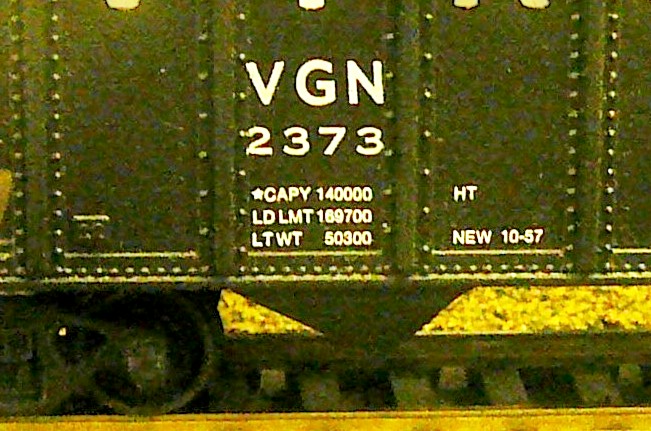 VGN
2373
★CAPY 140000
LD LMT 169700
LT WT 50300
HT
NEW 10-57